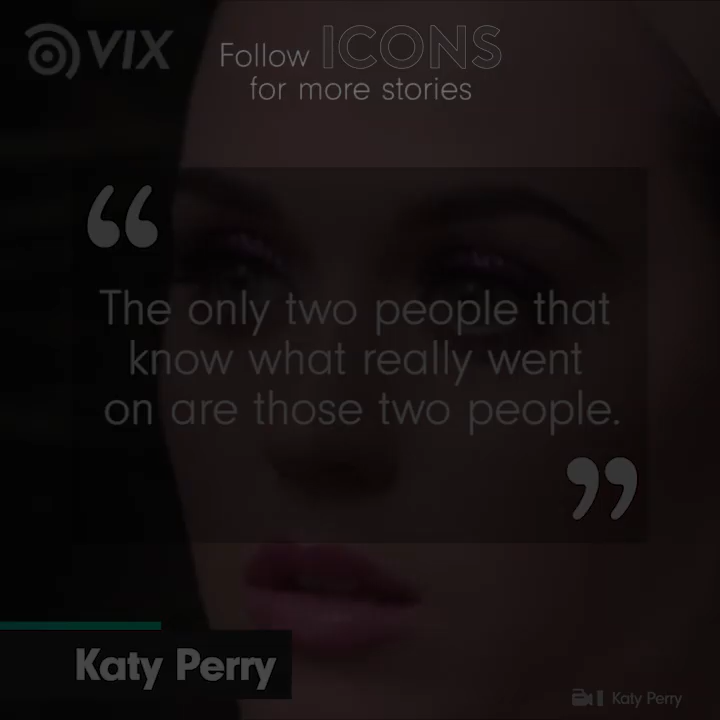 VIX
Follow ICONS
for more stories
“
The only two people that
know what really went
on are those two people.
”
Katy Perry
Katy Perry